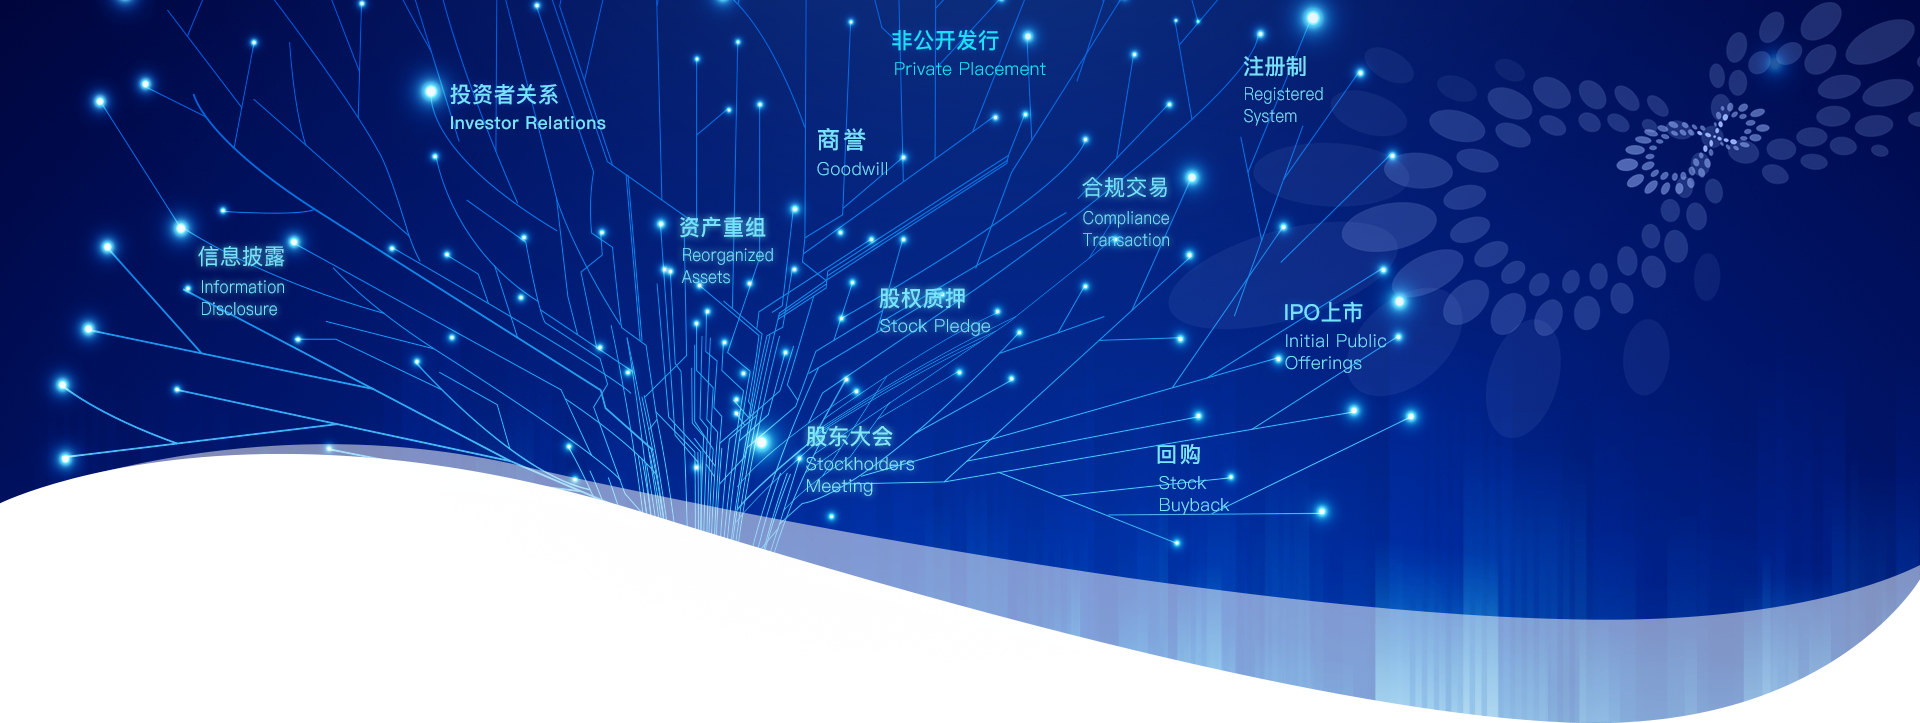 非公开发行
Private Placement
注册制
Registered
System
投资者关系
Investor Relations
商誉
Goodwill
合规交易
Compliance
Transaction
资产重组
Reorganized
Assets
信息披露
Information
Disclosure
股权质押
Stock Pledge
IPO上市
Initial Public
Offerings
股东大会
Stockholders
Meeting
回购
Stock
Buyback